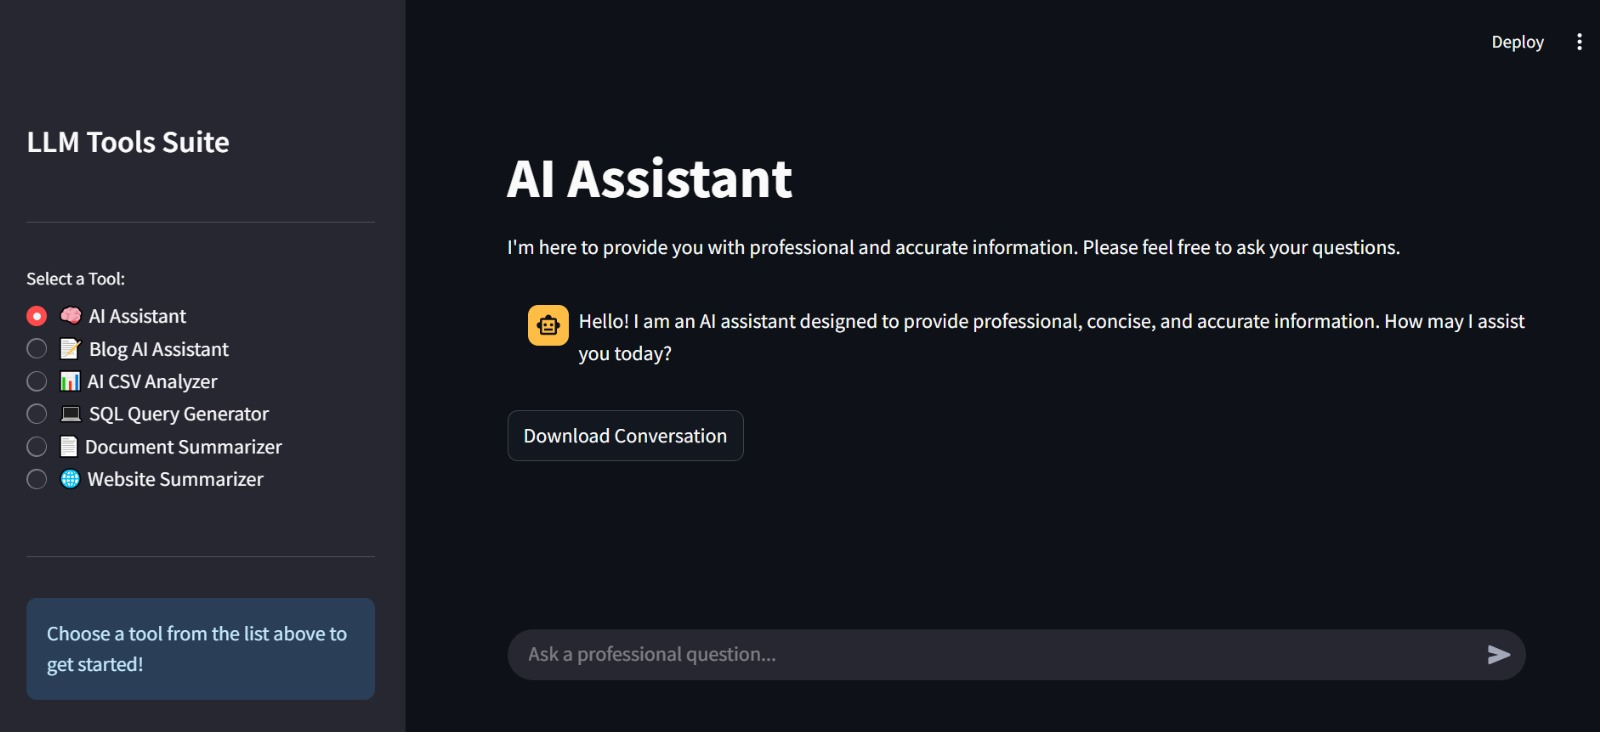 Deploy
LLM Tools Suite
Select a Tool:
AI Assistant
Blog AI Assistant
AI CSV Analyzer
SQL Query Generator
Document Summarizer
Website Summarizer
Choose a tool from the list above to
get started!
AI Assistant
I'm here to provide you with professional and accurate information. Please feel free to ask your questions.
Hello! I am an AI assistant designed to provide professional, concise, and accurate information. How may I assist
you today?
Download Conversation
Ask a professional question...